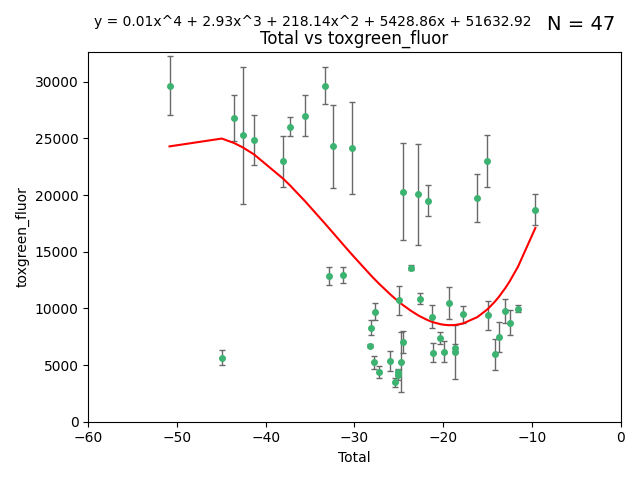 y = 0.01x^4 + 2.93x^3 + 218.14x^2 + 5428.86x + 51632.92 N = 47
Total vs toxgreen_fluor
30000
25000
20000
15000
10000
5000
0
toxgreen_fluor
−60 −50 −40 −30 −20 −10 0
Total